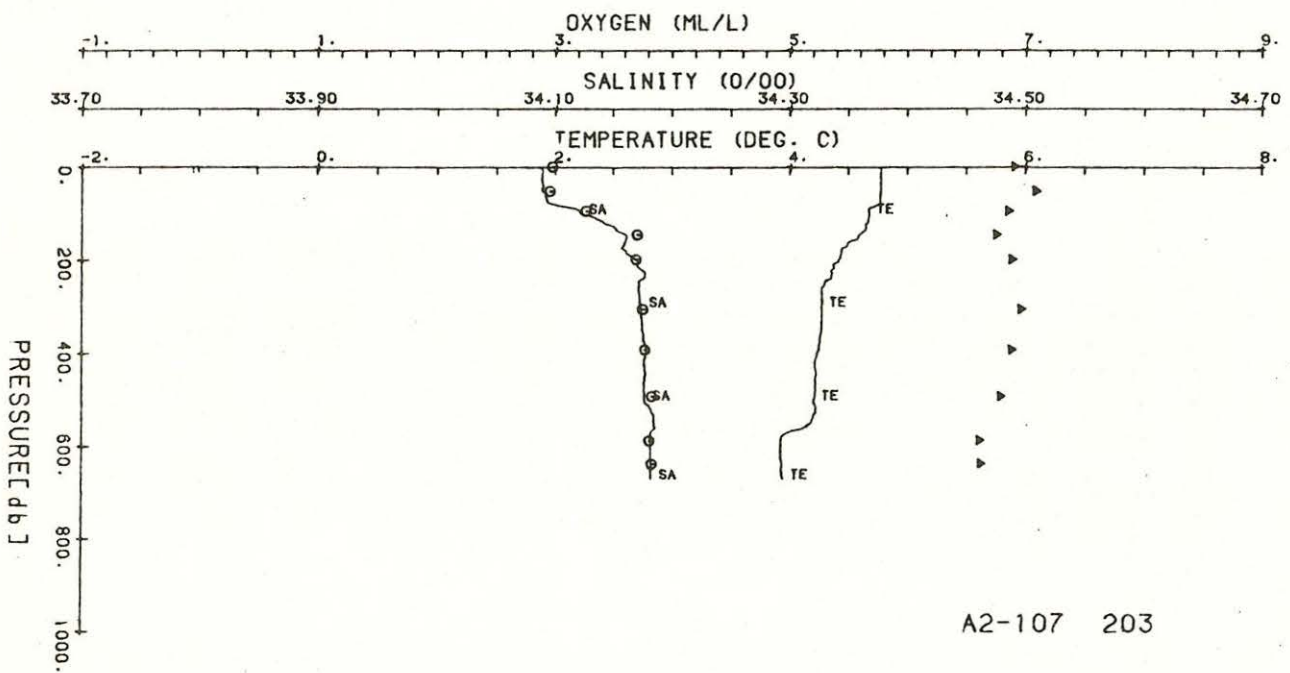 OXYGEN (ML/L)
-1. 1. 3. 5. 7. 9.
SALINITY (0/00)
33.70 33.90 34.10 34.30 34.50 34.70
TEMPERATURE (DEG. C)
-2. 0. 2. 4. 6. 8.
0.
SA TE
200.
SA TE
400.
SA TE
600.
SA TE
800.
1000.
PRESSURE[db]
A2-107 203